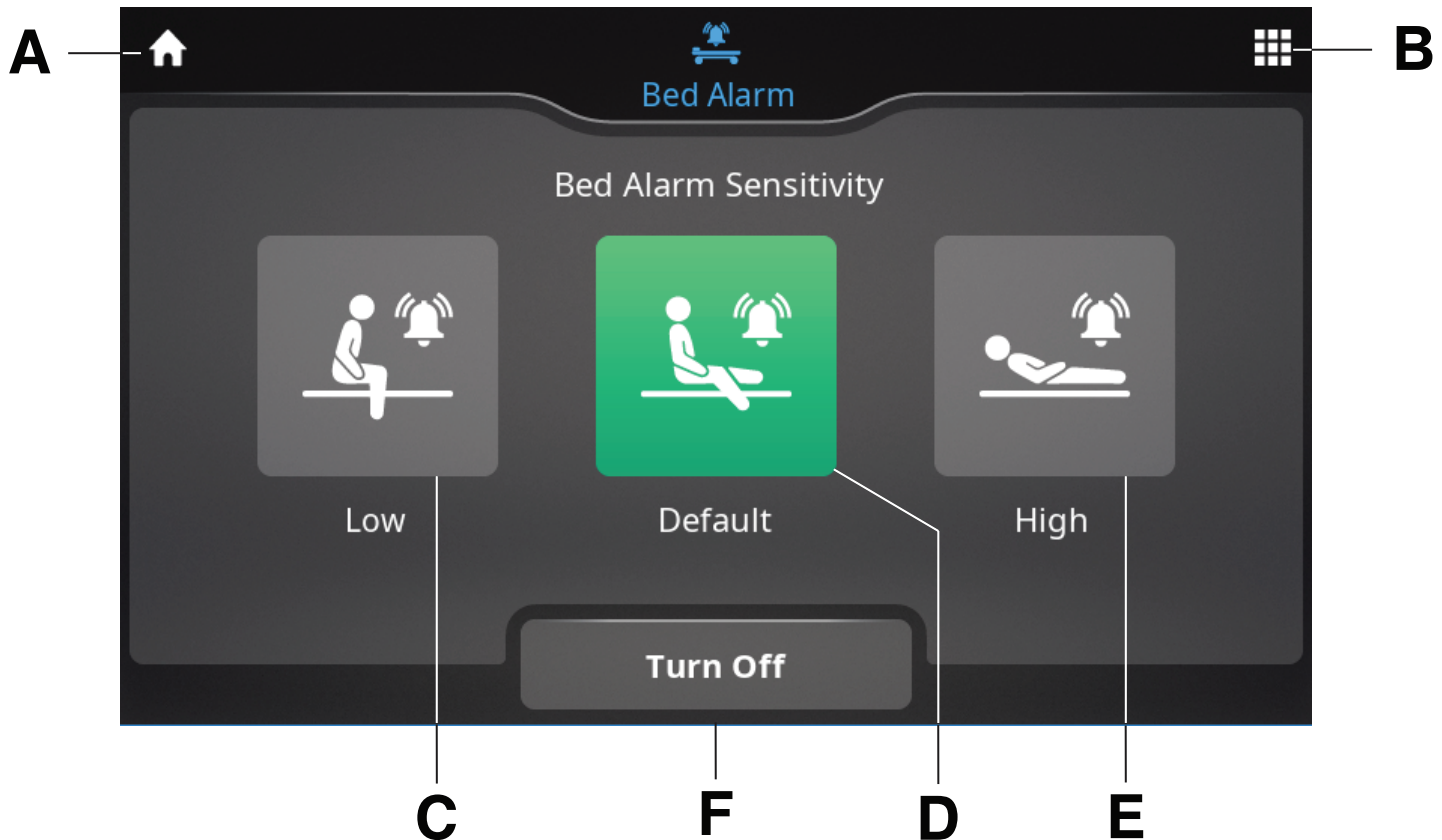 A
B
Bed Alarm
Bed Alarm Sensitivity
Low
Default
High
Turn Off
C
F
D
E